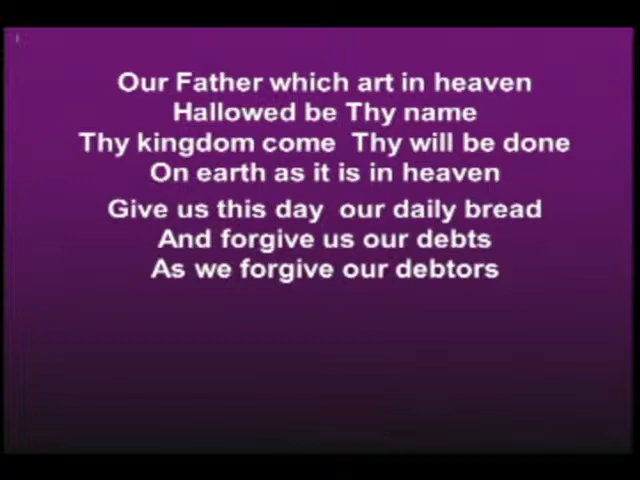 Our Father which art in heaven
Hallowed be Thy name
Thy kingdom come  Thy will be done
On earth as it is in heaven
Give us this day  our daily bread
And forgive us our debts
As we forgive our debtors